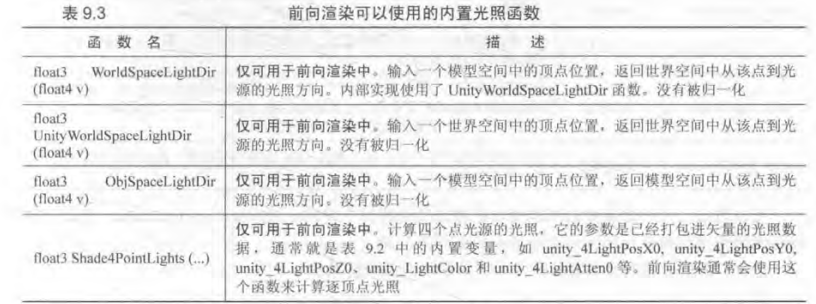 表 9.3 前向渲染可以使用的内置光照函数
函 数 名 描 述
float3 WorldSpaceLightDir
(float4 v)
仅可用于前向渲染中。输入一个模型空间中的顶点位置，返回世界空间中从该点到光
源的光照方向。内部实现使用了 UnityWorldSpaceLightDir 函数。没有被归一化
float3
UnityWorldSpaceLightDir
(float4 v)
仅可用于前向渲染中。输入一个世界空间中的顶点位置，返回世界空间中从该点到光
源的光照方向。没有被归一化
float3 ObjSpaceLightDir
(float4 v)
仅可用于前向渲染中。输入一个模型空间中的顶点位置，返回模型空间中从该点到光
源的光照方向。没有被归一化
float3 Shade4PointLights (...)
仅可用于前向渲染中。计算四个点光源的光照，它的参数是已经打包进矢量的光照数
据，通常就是表 9.2 中的内置变量，如 unity_4LightPosX0, unity_4LightPosY0,
unity_4LightPosZ0、unity_LightColor 和 unity_4LightAtten0 等。前向渲染通常会使用这
个函数来计算逐顶点光照